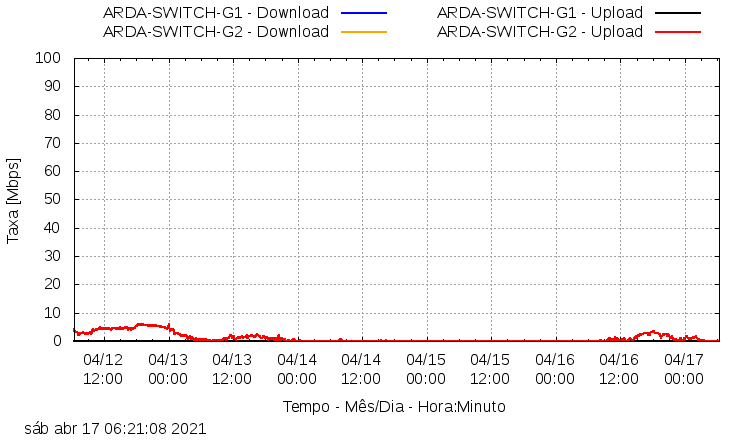 ARDA-SWITCH-G1 - Download ARDA-SWITCH-G1 - Upload
ARDA-SWITCH-G2 - Download ARDA-SWITCH-G2 - Upload
100
90
80
70
60
50
40
30
20
10
0
Taxa [Mbps]
04/12 04/13 04/13 04/14 04/14 04/15 04/15 04/16 04/16 04/17
12:00 00:00 12:00 00:00 12:00 00:00 12:00 00:00 12:00 00:00
Tempo - Mês/Dia - Hora:Minuto
sáb abr 17 06:21:08 2021